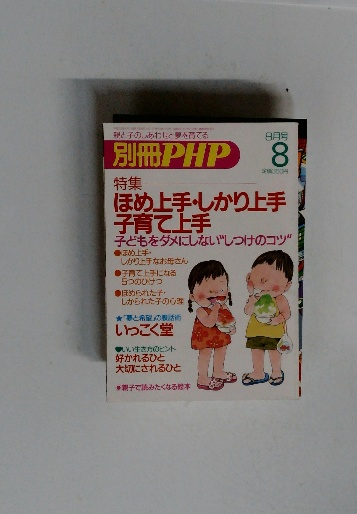 親と子のしあわせと夢を育てる
別冊PHP
8月号
8
特集
ほめ上手・しかり上手
子育て上手
子どもをダメにしない"しつけのコツ"
●ほめ上手・
しかり上手なお母さん
●子育て上手になる
5つのひけつ
●ほめられた子・
しかられた子の心理
★「夢と希望」の腹話術
いっこく堂
♥いい生き方のヒント
好かれるひと
大切にされるひと
●親子で読みたくなる絵本